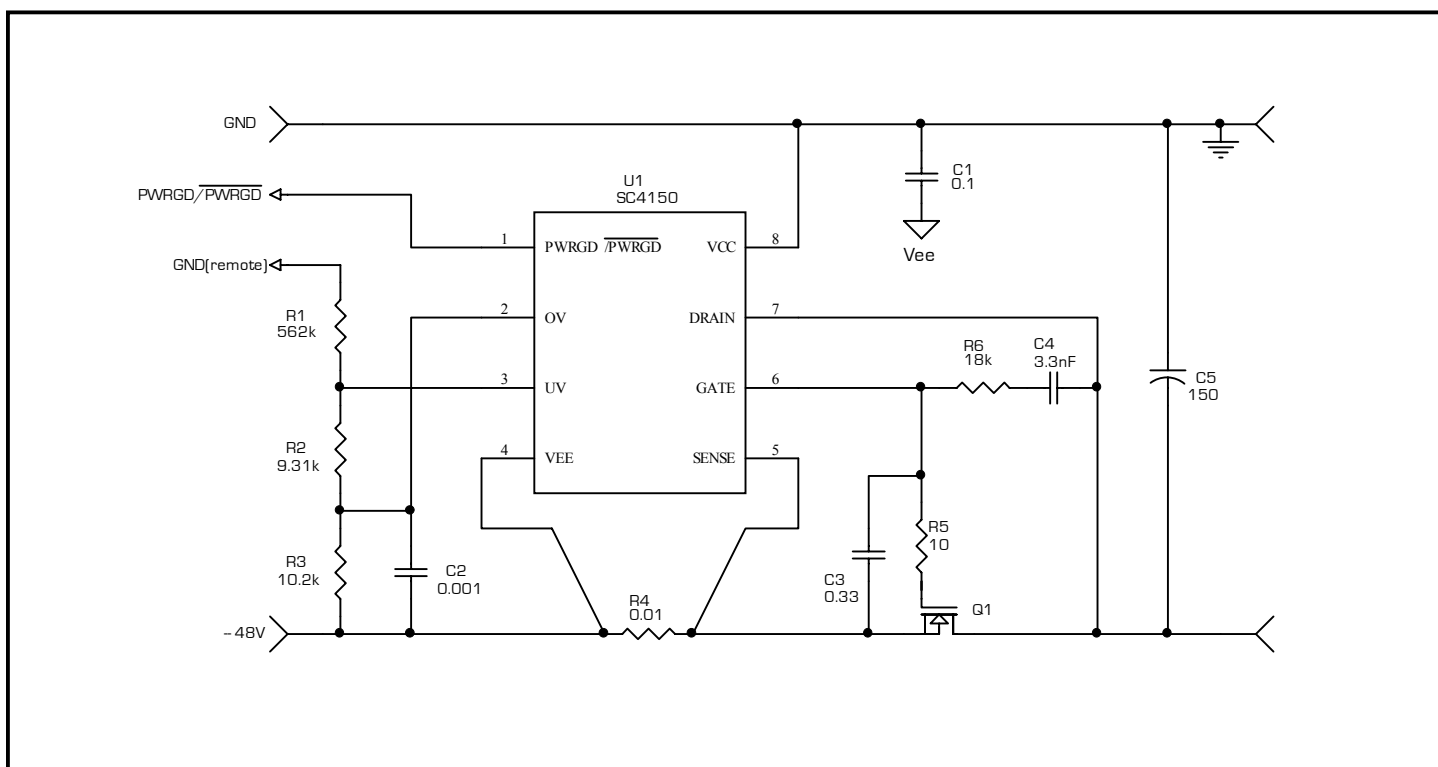 GND
C1
0.1
Vee
U1
SC4150
PWRGD/PWRGD
1
PWRGD /PWRGD
VCC
8
GND(remote)
R1
562k
2
OV
DRAIN
7
R6
18k
C4
3.3nF
3
UV
GATE
6
C5
150
R2
9.31k
4
VEE
SENSE
5
R5
10
R3
10.2k
C2
0.001
C3
0.33
R4
0.01
Q1
-48V